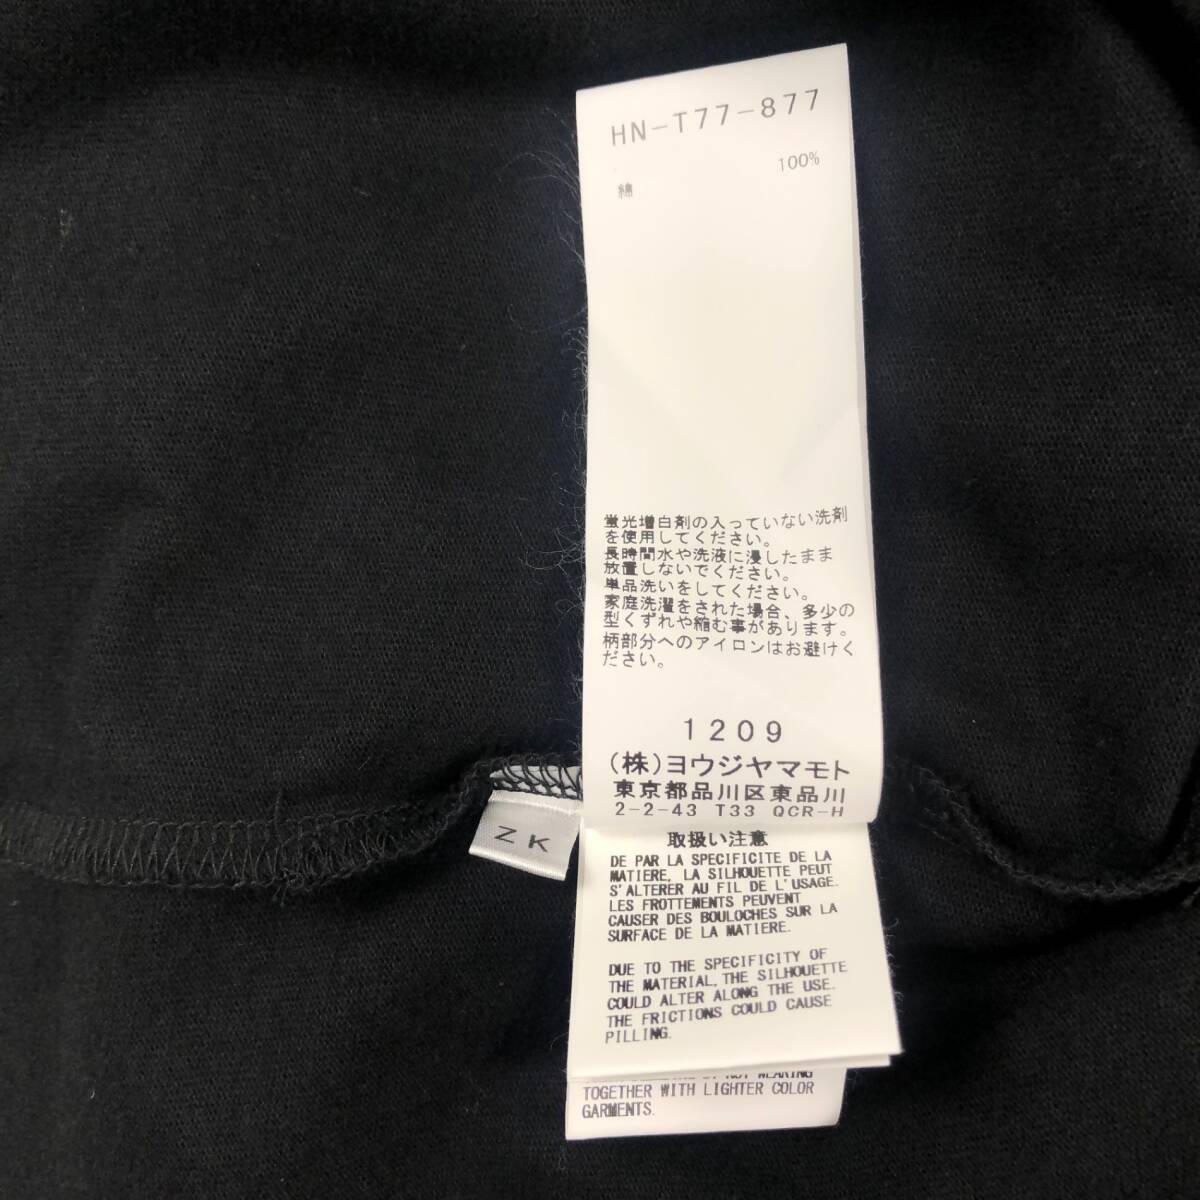 HN-T77-877
綿 100%
蛍光増白剤の入っていない洗剤
を使用してください。
長時間水や洗液に浸したまま
放置しないでください。
単品洗いをしてください。
家庭洗濯をされた場合、多少の
型くずれや縮む事があります。
柄部分へのアイロンはお避けく
ださい。
1209
(株)ヨウジヤマモト
東京都品川区東品川
2-2-43 T33 QCR-H
ZK
取扱い注意
DE PAR LA SPECIFICITE DE LA
MATIERE, LA SILHOUETTE PEUT
S'ALTERER AU FIL DE L'USAGE.
LES FROTTEMENTS PEUVENT
CAUSER DES BOULOCHES SUR LA
SURFACE DE LA MATIERE.
DUE TO THE SPECIFICITY OF
THE MATERIAL, THE SILHOUETTE
COULD ALTER ALONG THE USE.
THE FRICTIONS COULD CAUSE
PILLING.
NOT WEARING
TOGETHER WITH LIGHTER COLOR
GARMENTS.